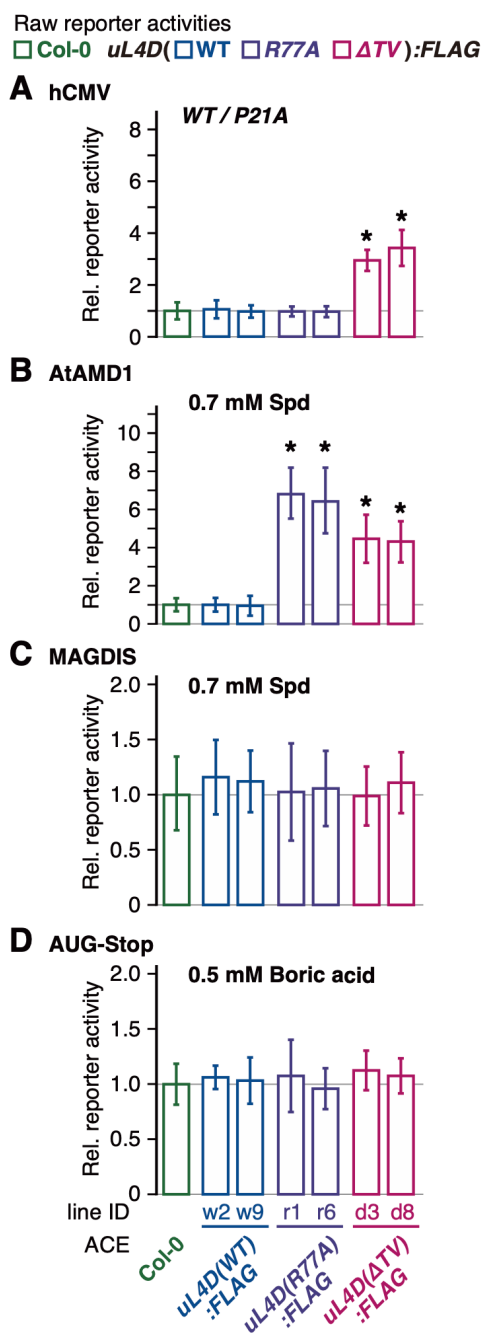 Raw reporter activities
Col-0 uL4D(WT R77A ΔTV):FLAG
A hCMV
WT / P21A
Rel. reporter activity
8
6
4
2
0
* *
B AtAMD1
0.7 mM Spd
Rel. reporter activity
10
8
6
4
2
0
* * * *
C MAGDIS
0.7 mM Spd
Rel. reporter activity
2.0
1.5
1.0
0.5
0
D AUG-Stop
0.5 mM Boric acid
Rel. reporter activity
2.0
1.5
1.0
0.5
0
line ID w2 w9 r1 r6 d3 d8
ACE
Col-0
uL4D(WT)
:FLAG
uL4D(R77A)
:FLAG
uL4D(ΔTV)
:FLAG